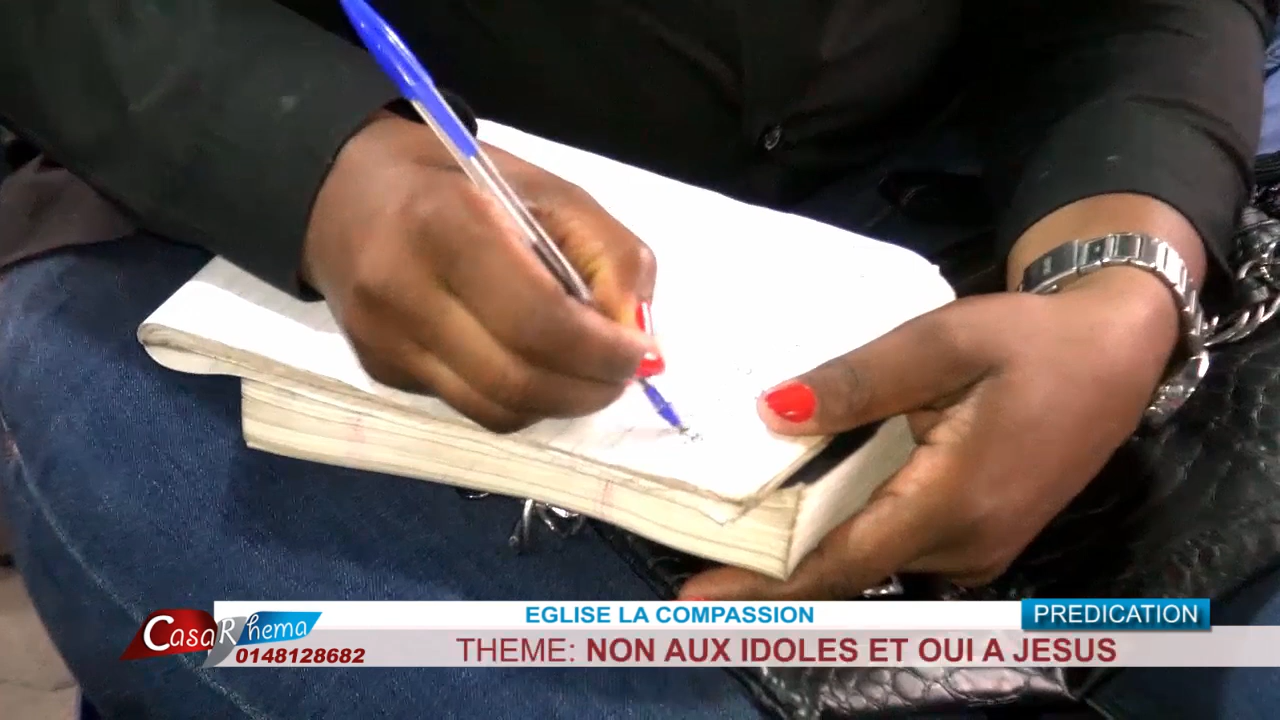 EGLISE LA COMPASSION
PREDICATION
CasaRhema
0148128682
THEME: NON AUX IDOLES ET OUI A JESUS